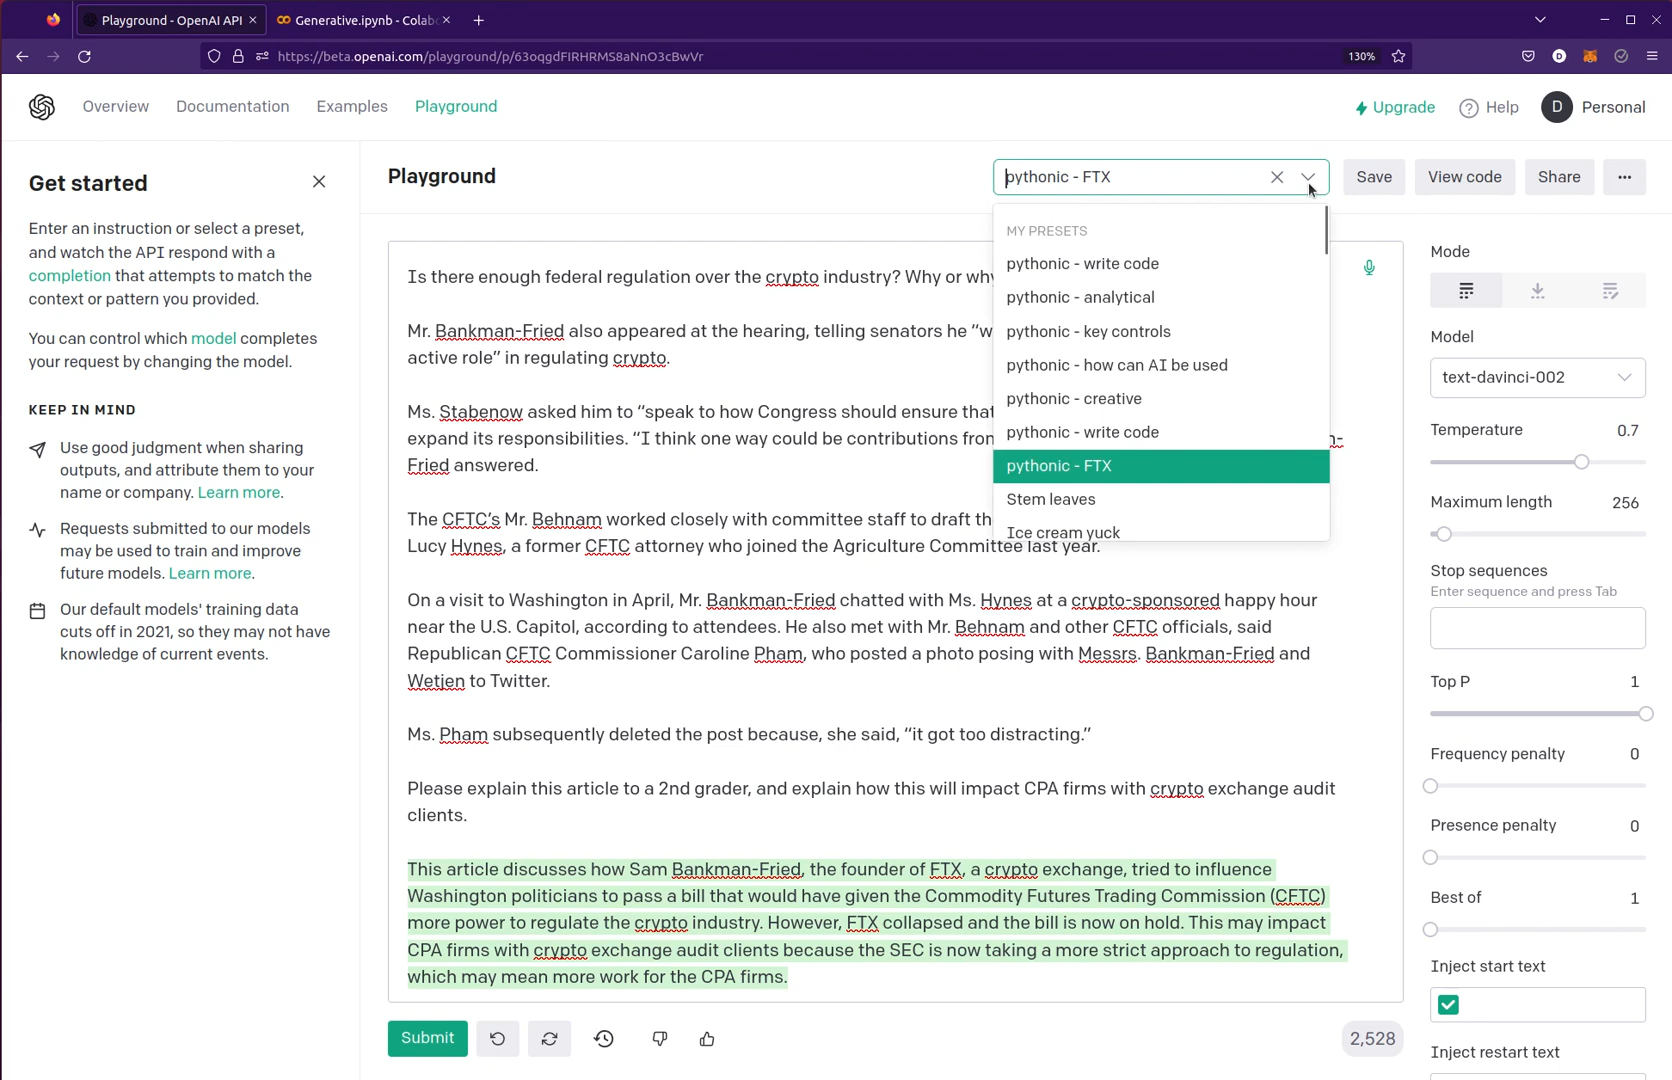 Playground - OpenAI API
Generative.ipynb - Colab
https://beta.openai.com/playground/p/63oqgdFIRHRMS8aNnO3cBwVr
130%
D
Overview
Documentation
Examples
Playground
Upgrade
Help
D
Personal
Get started
Enter an instruction or select a preset,
and watch the API respond with a
completion that attempts to match the
context or pattern you provided.
You can control which model completes
your request by changing the model.
KEEP IN MIND
Use good judgment when sharing
outputs, and attribute them to your
name or company. Learn more.
Requests submitted to our models
may be used to train and improve
future models. Learn more.
Our default models' training data
cuts off in 2021, so they may not have
knowledge of current events.
Playground
pythonic - FTX
Save
View code
Share
MY PRESETS
pythonic - write code
pythonic - analytical
pythonic - key controls
pythonic - how can AI be used
pythonic - creative
pythonic - write code
pythonic - FTX
Stem leaves
Ice cream yuck
Is there enough federal regulation over the crypto industry? Why or why
Mr. Bankman-Fried also appeared at the hearing, telling senators he “w
active role” in regulating crypto.
Ms. Stabenow asked him to “speak to how Congress should ensure that
expand its responsibilities. “I think one way could be contributions from n-
Fried answered.
The CFTC’s Mr. Behnam worked closely with committee staff to draft th
Lucy Hynes, a former CFTC attorney who joined the Agriculture Committee last year.
On a visit to Washington in April, Mr. Bankman-Fried chatted with Ms. Hynes at a crypto-sponsored happy hour
near the U.S. Capitol, according to attendees. He also met with Mr. Behnam and other CFTC officials, said
Republican CFTC Commissioner Caroline Pham, who posted a photo posing with Messrs. Bankman-Fried and
Wetjen to Twitter.
Ms. Pham subsequently deleted the post because, she said, “it got too distracting.”
Please explain this article to a 2nd grader, and explain how this will impact CPA firms with crypto exchange audit
clients.
This article discusses how Sam Bankman-Fried, the founder of FTX, a crypto exchange, tried to influence
Washington politicians to pass a bill that would have given the Commodity Futures Trading Commission (CFTC)
more power to regulate the crypto industry. However, FTX collapsed and the bill is now on hold. This may impact
CPA firms with crypto exchange audit clients because the SEC is now taking a more strict approach to regulation,
which may mean more work for the CPA firms.
Submit
2,528
Mode
Model
text-davinci-002
Temperature 0.7
Maximum length 256
Stop sequences
Enter sequence and press Tab
Top P 1
Frequency penalty 0
Presence penalty 0
Best of 1
Inject start text
Inject restart text